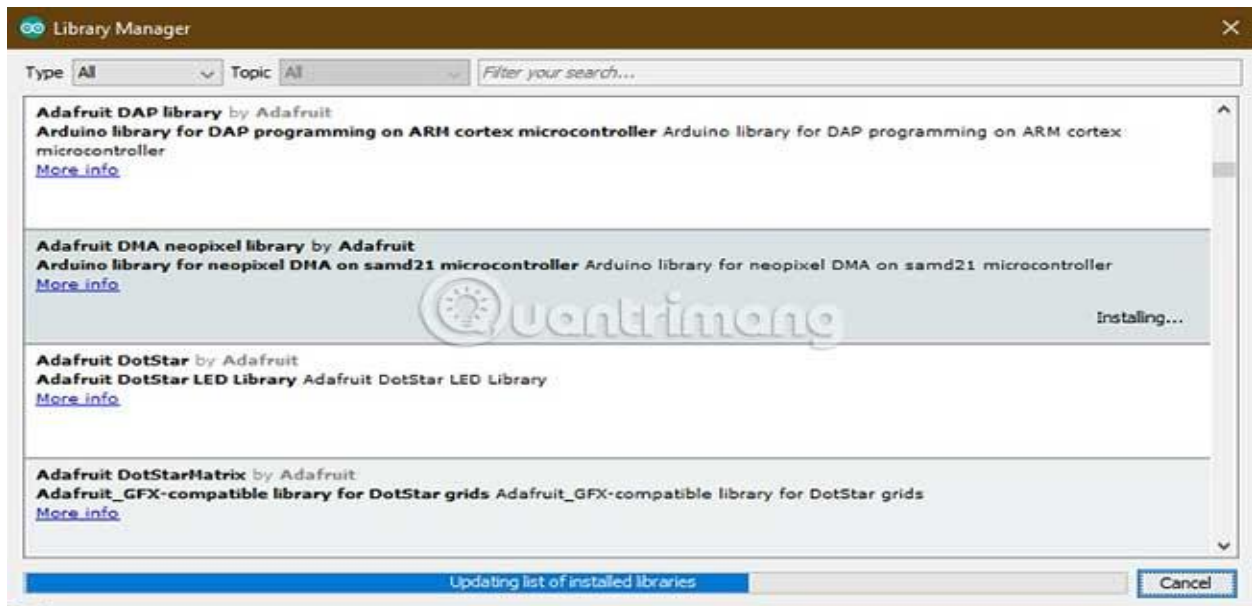 Library Manager
Type All Topic All Filter your search...
Adafruit DAP library by Adafruit
Arduino library for DAP programming on ARM cortex microcontroller Arduino library for DAP programming on ARM cortex
microcontroller
More info
Adafruit DMA neopixel library by Adafruit
Arduino library for neopixel DMA on samd21 microcontroller Arduino library for neopixel DMA on samd21 microcontroller
More info
Quantrimang
Installing...
Adafruit DotStar by Adafruit
Adafruit DotStar LED Library Adafruit DotStar LED Library
More info
Adafruit DotStarMatrix by Adafruit
Adafruit_GFX-compatible library for DotStar grids Adafruit_GFX-compatible library for DotStar grids
More info
Updating list of installed libraries Cancel